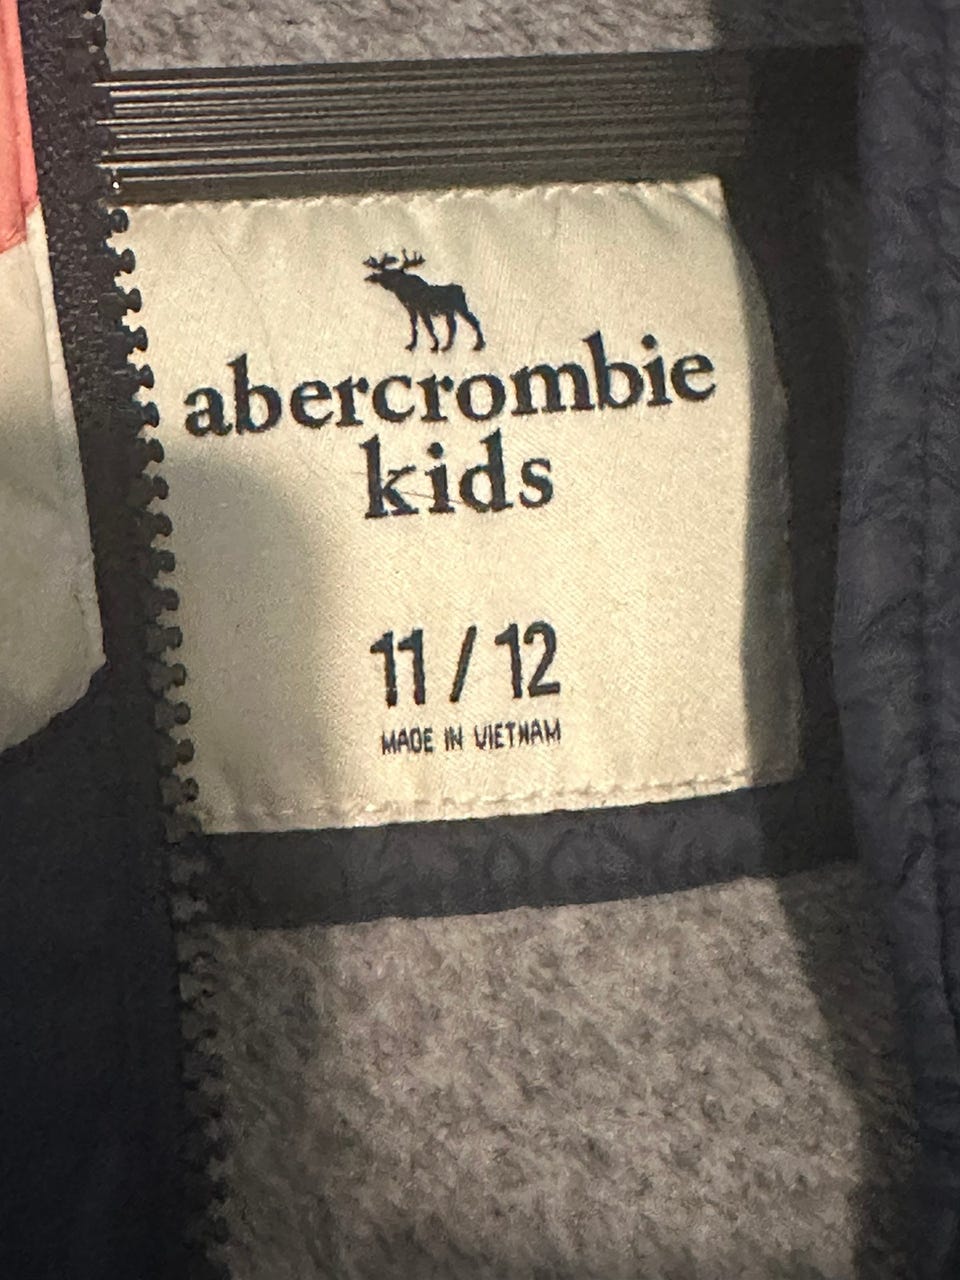 abercrombie
kids
11 / 12
MADE IN VIETNAM